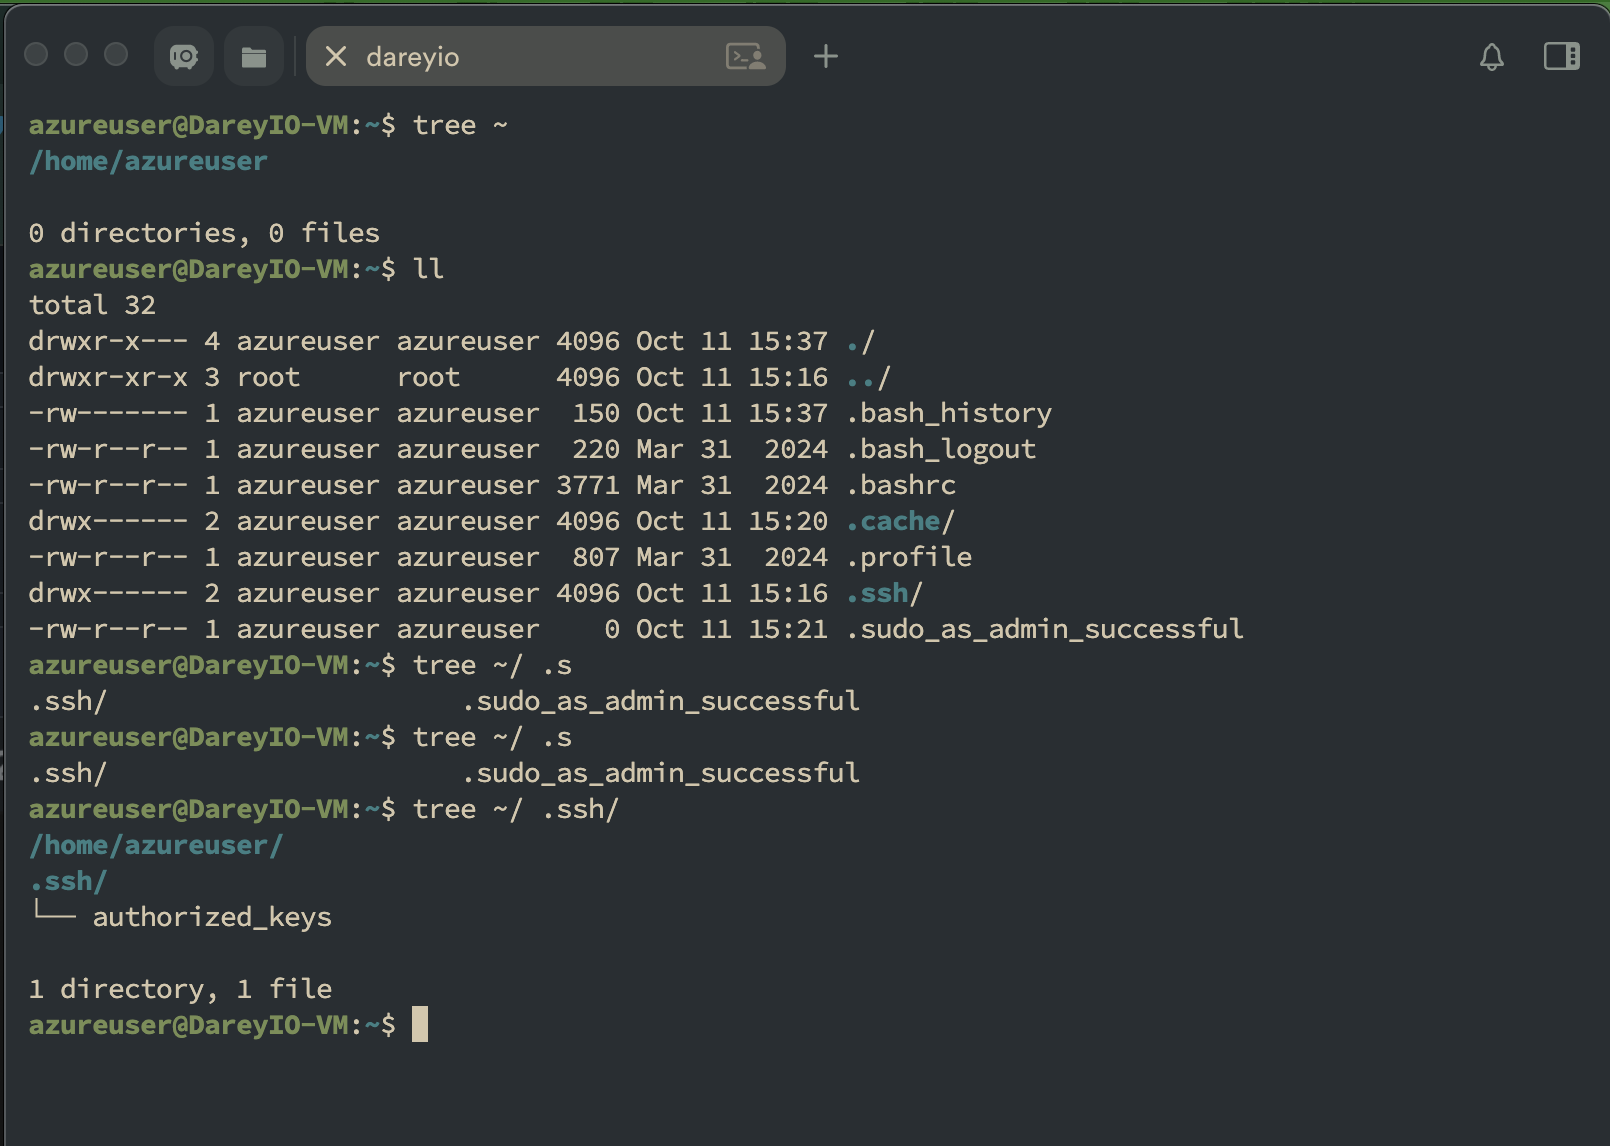 dareyio
azureuser@DareyIO-VM:~$ tree ~
/home/azureuser

0 directories, 0 files
azureuser@DareyIO-VM:~$ ll
total 32
drwxr-x--- 4 azureuser azureuser 4096 Oct 11 15:37 ./
drwxr-xr-x 3 root      root      4096 Oct 11 15:16 ../
-rw------- 1 azureuser azureuser  150 Oct 11 15:37 .bash_history
-rw-r--r-- 1 azureuser azureuser  220 Mar 31  2024 .bash_logout
-rw-r--r-- 1 azureuser azureuser 3771 Mar 31  2024 .bashrc
drwx------ 2 azureuser azureuser 4096 Oct 11 15:20 .cache/
-rw-r--r-- 1 azureuser azureuser  807 Mar 31  2024 .profile
drwx------ 2 azureuser azureuser 4096 Oct 11 15:16 .ssh/
-rw-r--r-- 1 azureuser azureuser    0 Oct 11 15:21 .sudo_as_admin_successful
azureuser@DareyIO-VM:~$ tree ~/ .s
.ssh/                      .sudo_as_admin_successful
azureuser@DareyIO-VM:~$ tree ~/ .s
.ssh/                      .sudo_as_admin_successful
azureuser@DareyIO-VM:~$ tree ~/ .ssh/
/home/azureuser/
.ssh/
└── authorized_keys

1 directory, 1 file
azureuser@DareyIO-VM:~$